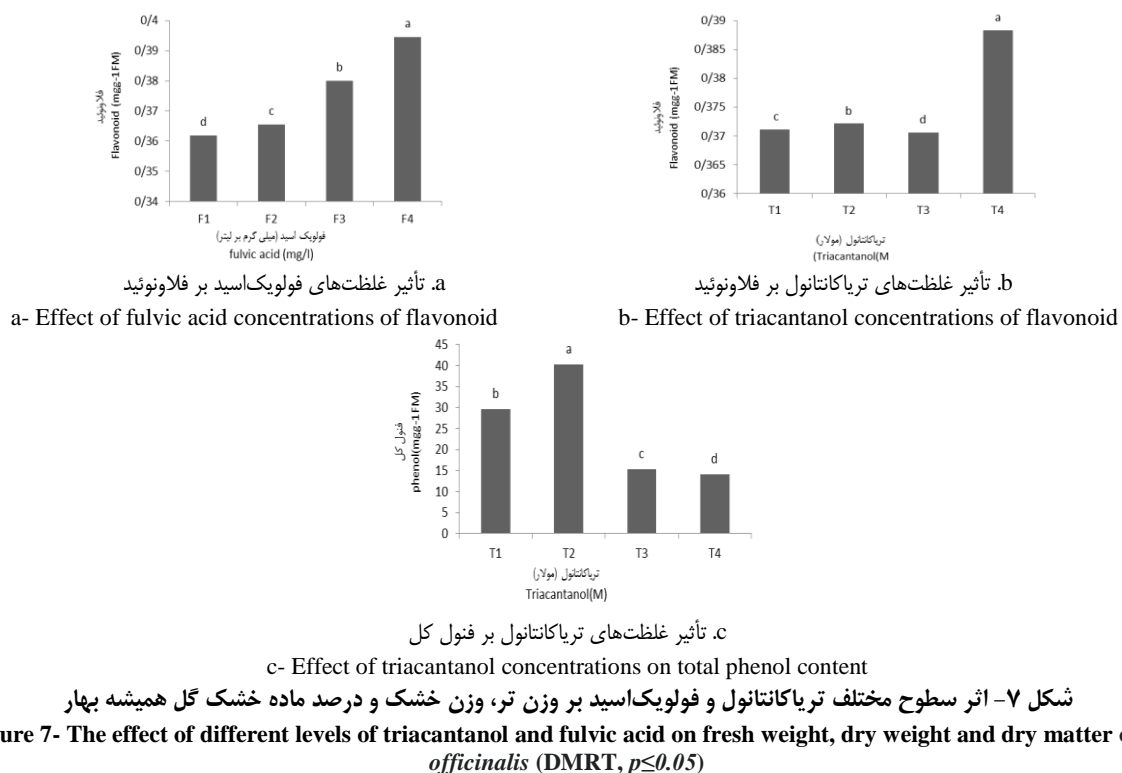 0/4
0/39
0/38
0/37
0/36
0/35
0/34
فلاونوئید
Flavonoid (mgg-1FM)
d
c
b
a
F1 F2 F3 F4
فولویک اسید (میلی گرم بر لیتر)
fulvic acid (mg/l)
0/39
0/385
0/38
0/375
0/37
0/365
0/36
فلاونوئید
Flavonoid (mgg-1FM)
c
b
d
a
T1 T2 T3 T4
تریاکانتانول (مولار)
(Triacantanol(M
a. تأثیر غلظت‌های فولویک‌اسید بر فلاونوئید
a- Effect of fulvic acid concentrations of flavonoid
b. تأثیر غلظت‌های تریاکانتانول بر فلاونوئید
b- Effect of triacantanol concentrations of flavonoid
45
40
35
30
25
20
15
10
5
0
فنول کل
phenol(mgg-1FM)
b
a
c
d
T1 T2 T3 T4
تریاکانتانول (مولار)
Triacantanol(M)
c. تأثیر غلظت‌های تریاکانتانول بر فنول کل
c- Effect of triacantanol concentrations on total phenol content
شکل ۷- اثر سطوح مختلف تریاکانتانول و فولویک‌اسید بر وزن تر، وزن خشک و درصد ماده خشک گل همیشه بهار
ure 7- The effect of different levels of triacantanol and fulvic acid on fresh weight, dry weight and dry matter
officinalis (DMRT, p≤0.05)